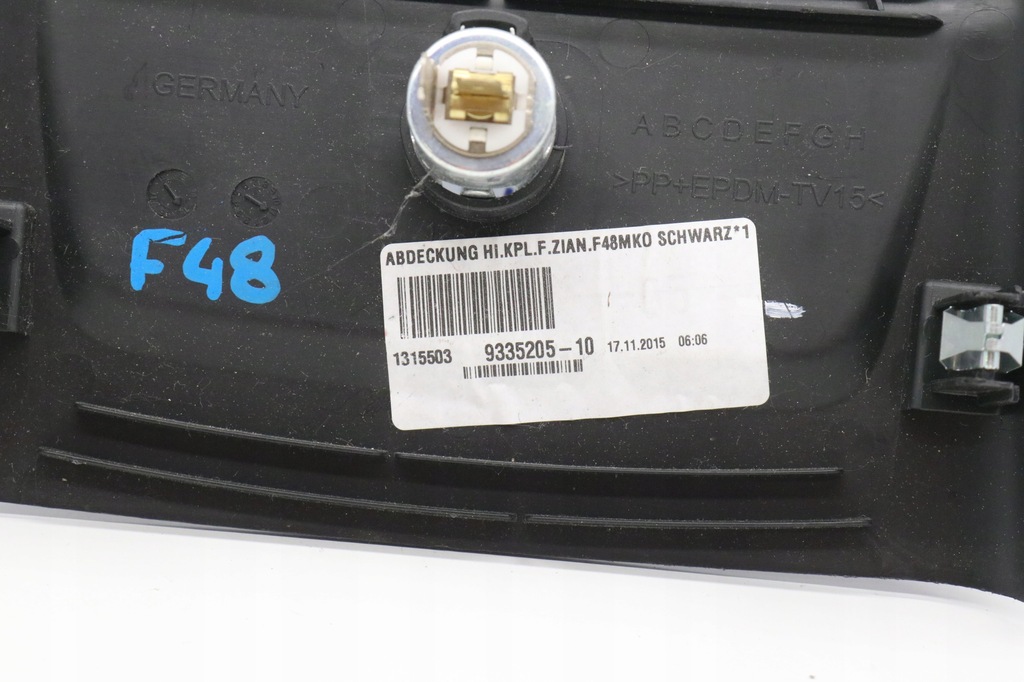 GERMANY
A B C D E F G H
>PP+EPDM-TV15<
F48
ABDECKUNG HI.KPL.F.ZIAN.F48MKO SCHWARZ*1
1315503 9335205-10 17.11.2015 06:06